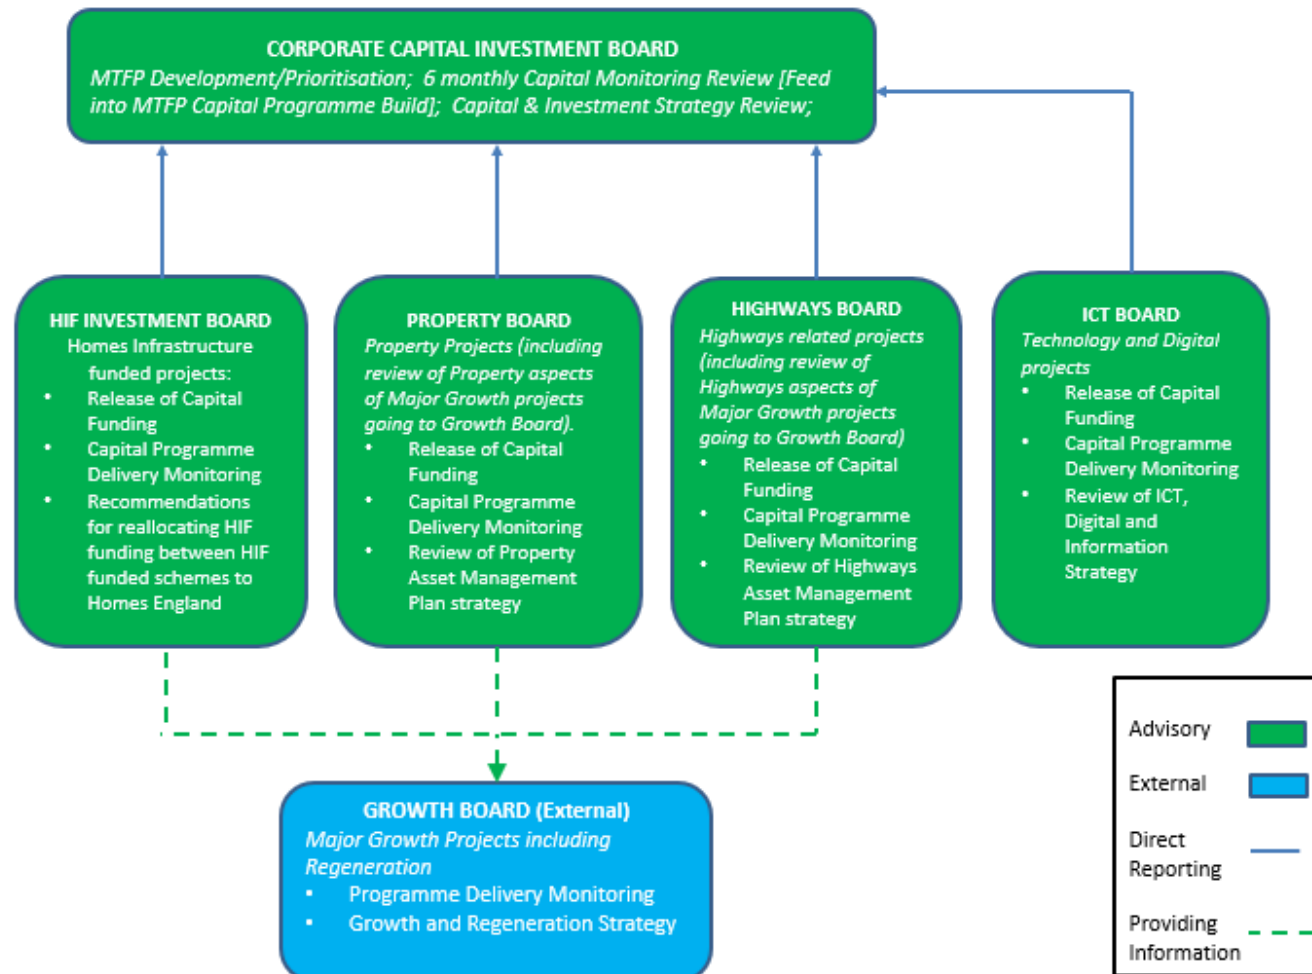 CORPORATE CAPITAL INVESTMENT BOARD
MTFP Development/Prioritisation; 6 monthly Capital Monitoring Review [Feed
into MTFP Capital Programme Build]; Capital & Investment Strategy Review;
HIF INVESTMENT BOARD
Homes Infrastructure
funded projects:
• Release of Capital
Funding
• Capital Programme
Delivery Monitoring
• Recommendations
for reallocating HIF
funding between HIF
funded schemes to
Homes England
PROPERTY BOARD
Property Projects (including
review of Property aspects
of Major Growth projects
going to Growth Board).
• Release of Capital
Funding
• Capital Programme
Delivery Monitoring
• Review of Property
Asset Management
Plan strategy
HIGHWAYS BOARD
Highways related projects
(including review of
Highways aspects of
Major Growth projects
going to Growth Board)
• Release of Capital
Funding
• Capital Programme
Delivery Monitoring
• Review of Highways
Asset Management
Plan strategy
ICT BOARD
Technology and Digital
projects
• Release of Capital
Funding
• Capital Programme
Delivery Monitoring
• Review of ICT,
Digital and
Information
Strategy
GROWTH BOARD (External)
Major Growth Projects including
Regeneration
▪ Programme Delivery Monitoring
▪ Growth and Regeneration Strategy
Advisory
External
Direct
Reporting
Providing
Information